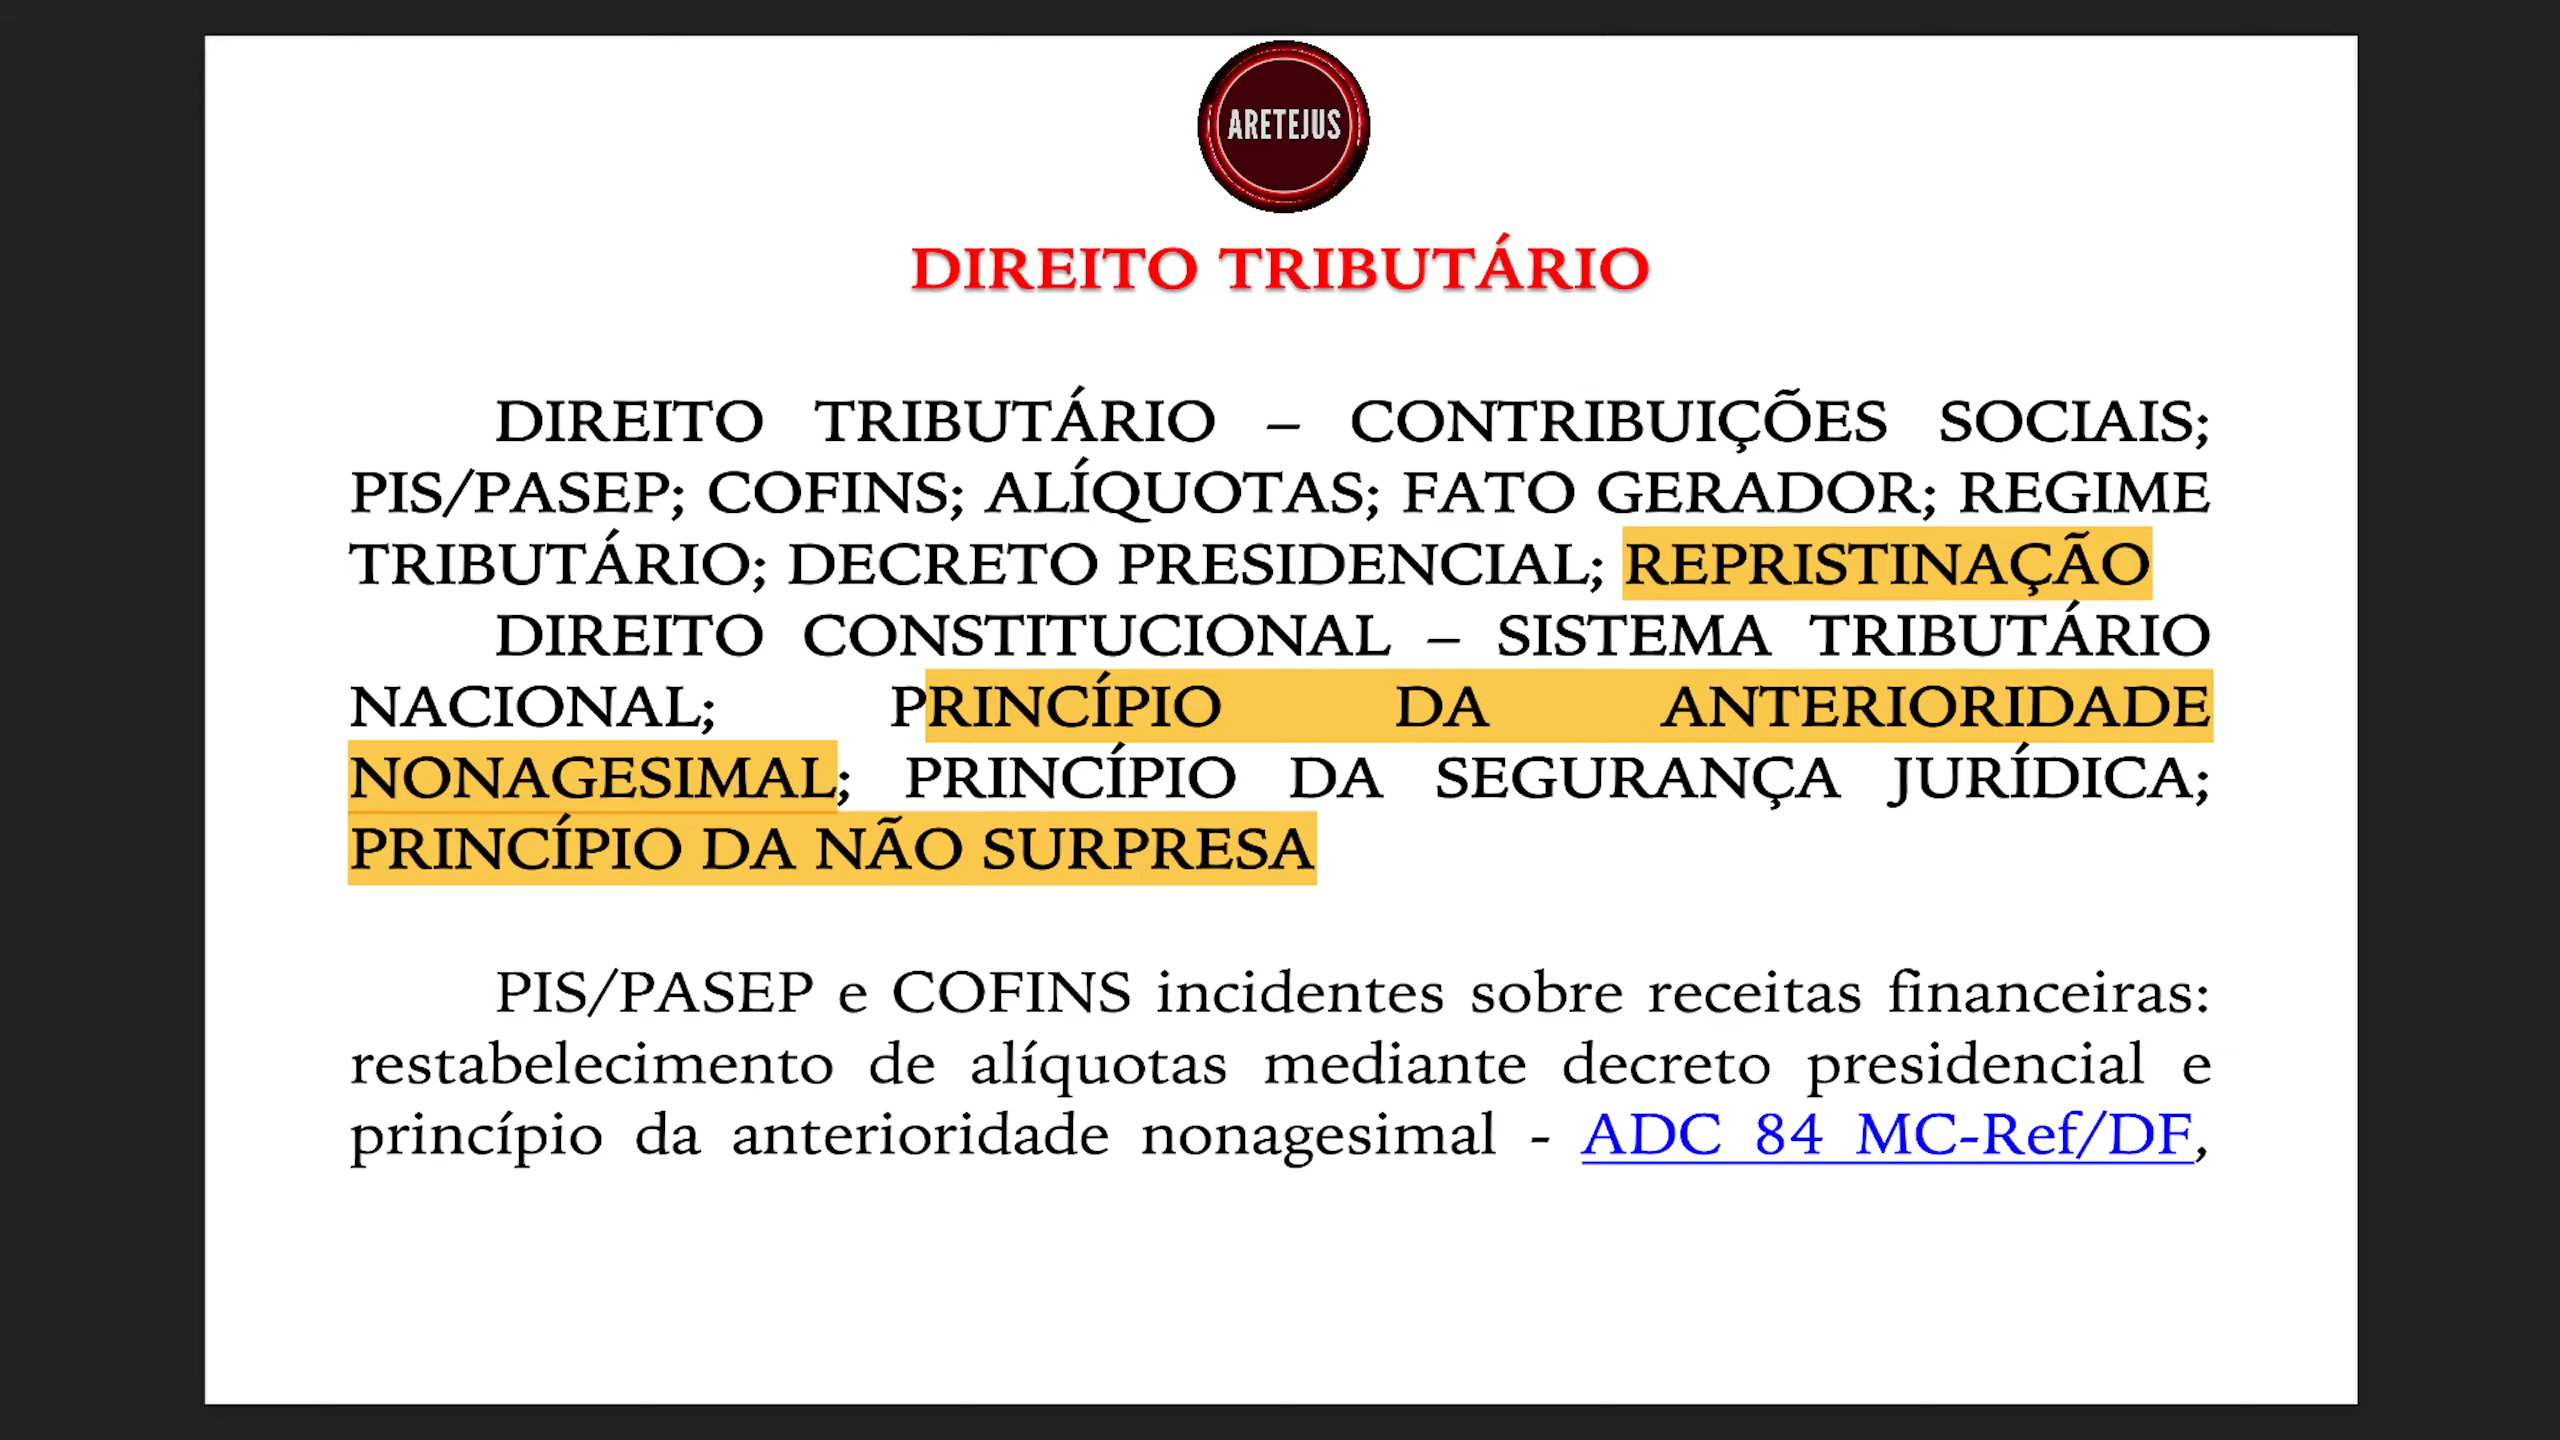 ARETEJUS
DIREITO TRIBUTÁRIO
DIREITO TRIBUTÁRIO – CONTRIBUIÇÕES SOCIAIS;
PIS/PASEP; COFINS; ALÍQUOTAS; FATO GERADOR; REGIME
TRIBUTÁRIO; DECRETO PRESIDENCIAL; REPRISTINAÇÃO
DIREITO CONSTITUCIONAL – SISTEMA TRIBUTÁRIO
NACIONAL; PRINCÍPIO DA ANTERIORIDADE
NONAGESIMAL; PRINCÍPIO DA SEGURANÇA JURÍDICA;
PRINCÍPIO DA NÃO SURPRESA
PIS/PASEP e COFINS incidentes sobre receitas financeiras:
restabelecimento de alíquotas mediante decreto presidencial e
princípio da anterioridade nonagesimal - ADC 84 MC-Ref/DF,